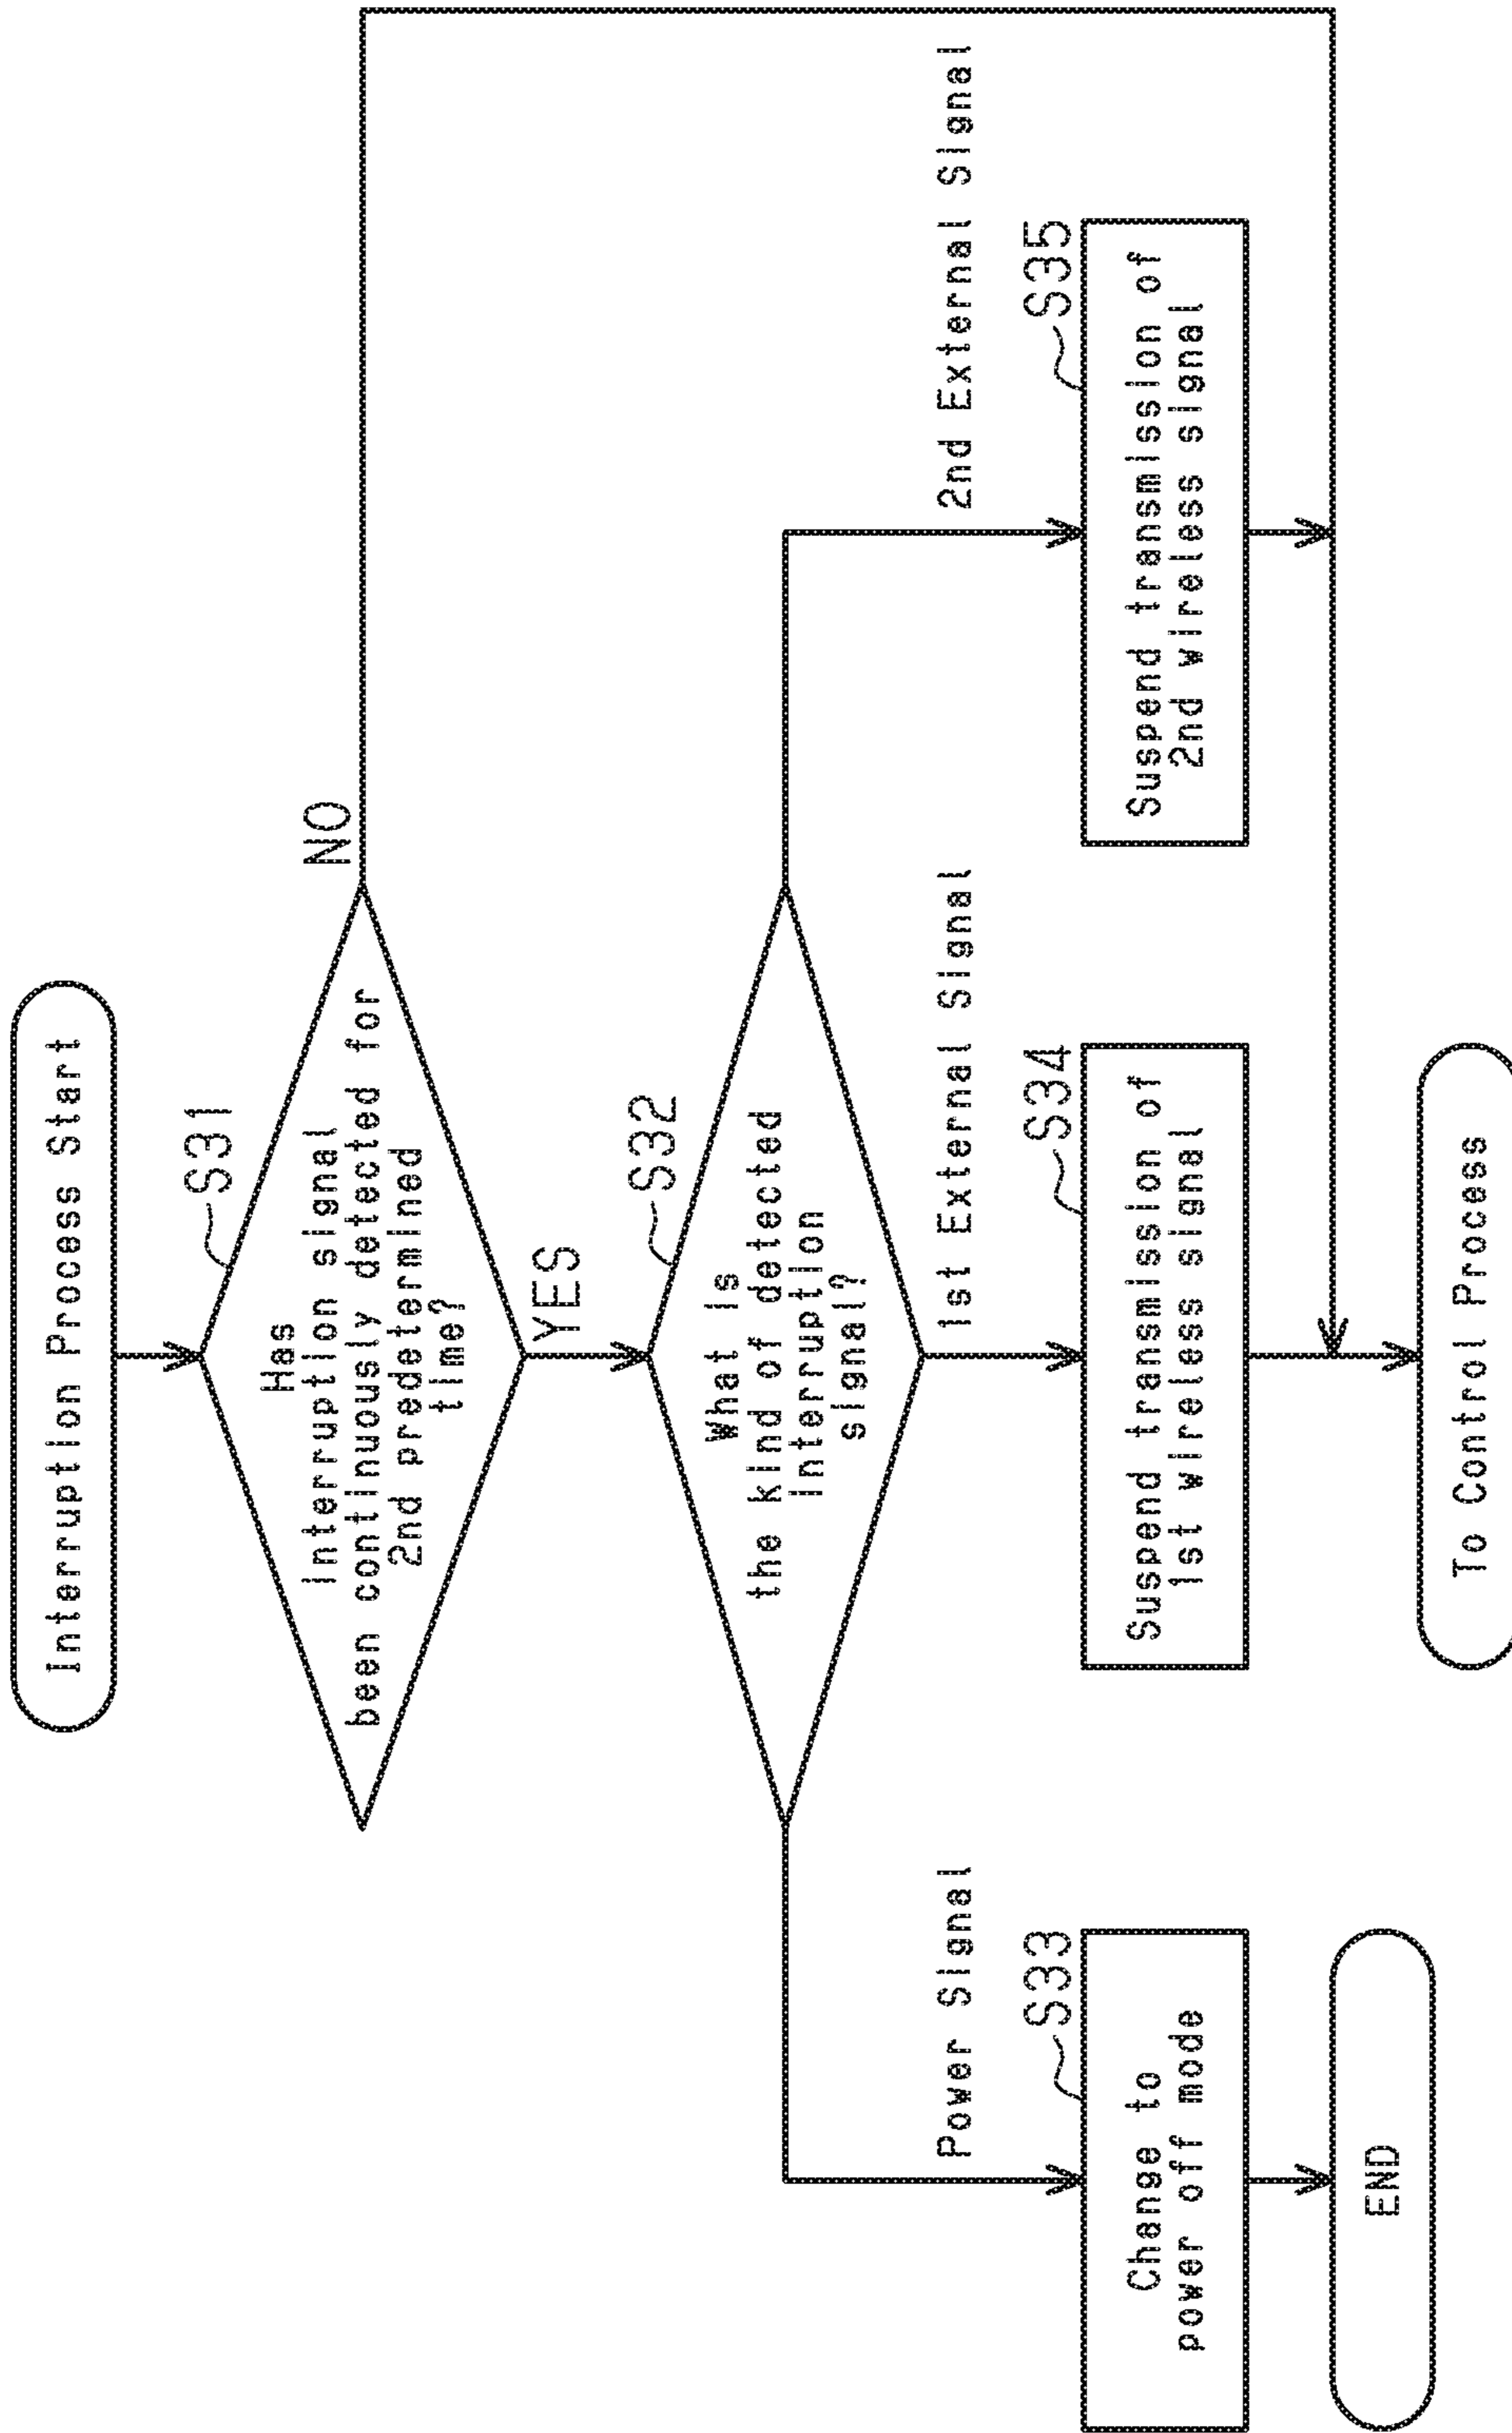 Interruption Process Start
S31
Has
interruption signal
been continuously detected for
2nd predetermined
time?
NO
YES
S32
What is
the kind of detected
interruption
signal?
Power Signal
1st External Signal
2nd External Signal
S33
Change to
power off mode
S34
Suspend transmission of
1st wireless signal
S35
Suspend transmission of
2nd wireless signal
END
To Control Process